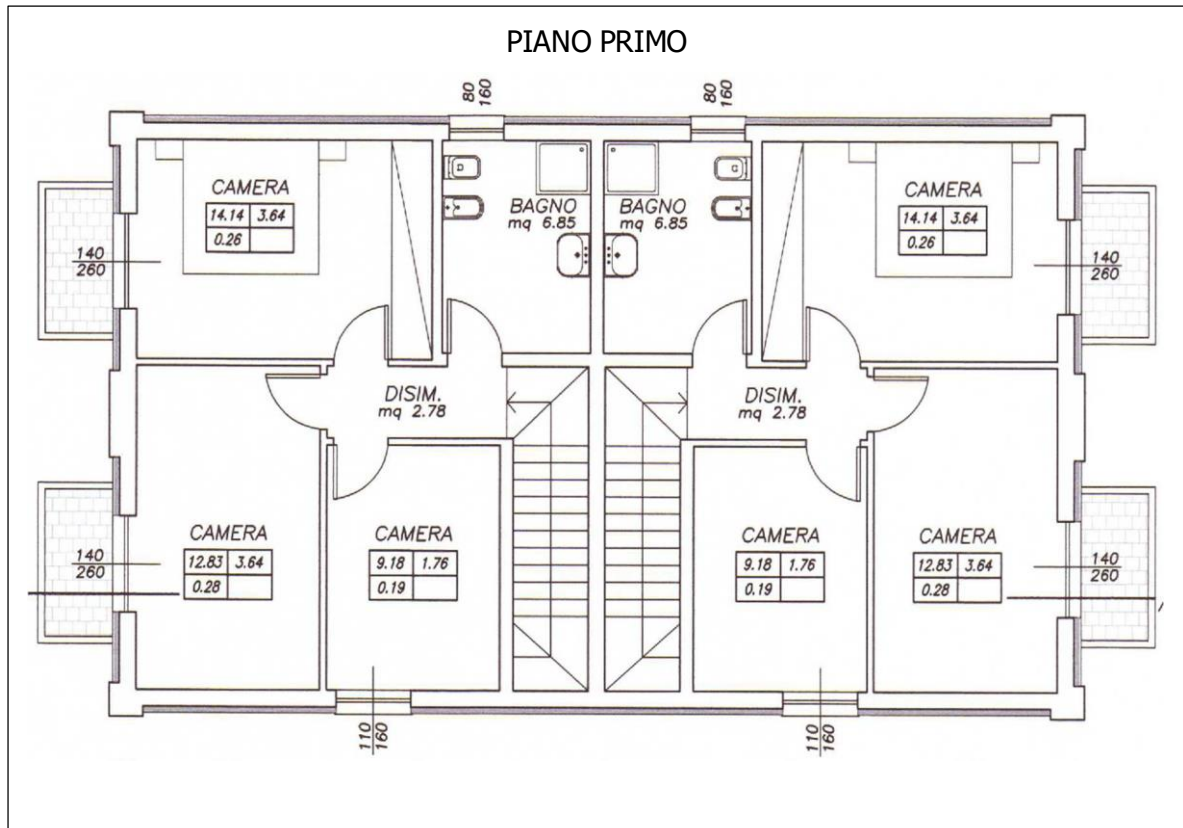 PIANO PRIMO
80
160
80
160
CAMERA
14.14 3.64
0.26
BAGNO
mq 6.85
BAGNO
mq 6.85
CAMERA
14.14 3.64
0.26
140
260
140
260
DISIM.
mq 2.78
DISIM.
mq 2.78
CAMERA
12.83 3.64
0.28
CAMERA
9.18 1.76
0.19
CAMERA
9.18 1.76
0.19
CAMERA
12.83 3.64
0.28
140
260
140
260
110
160
110
160